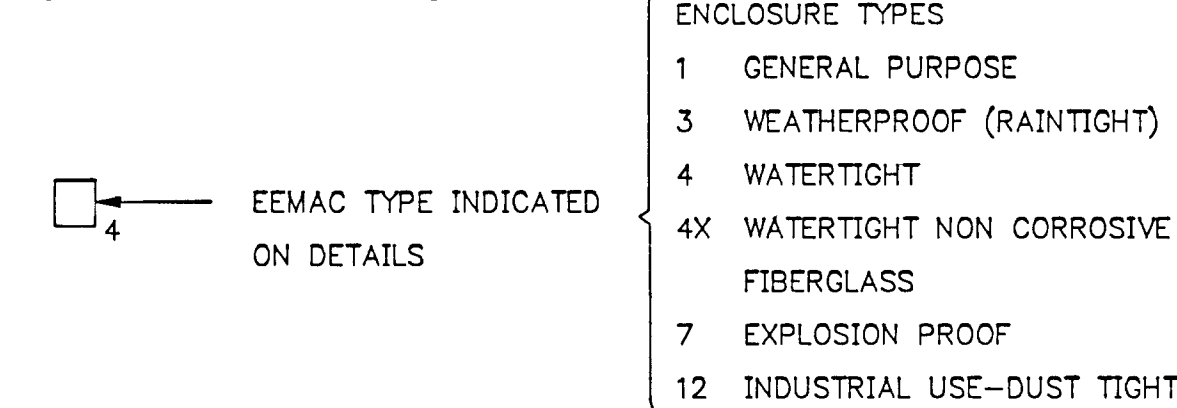 ENCLOSURE TYPES
1 GENERAL PURPOSE
3 WEATHERPROOF (RAINTIGHT)
4 WATERTIGHT
4X WATERTIGHT NON CORROSIVE
FIBERGLASS
7 EXPLOSION PROOF
12 INDUSTRIAL USE-DUST TIGHT
4
EEMAC TYPE INDICATED
ON DETAILS